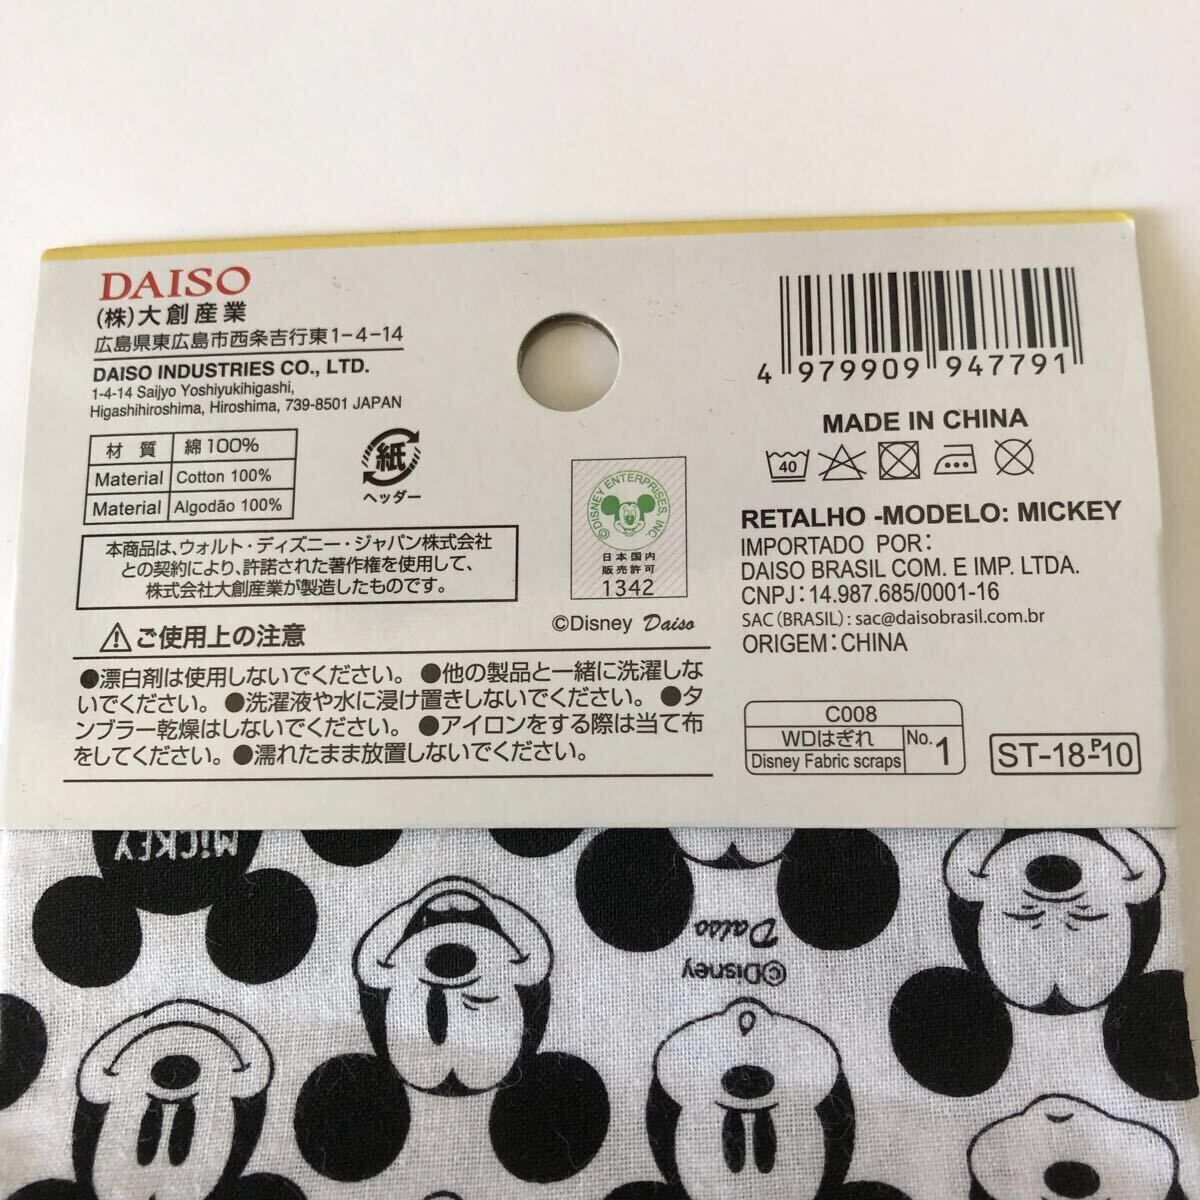 DAISO
(株)大創産業
広島県東広島市西条吉行東1-4-14
DAISO INDUSTRIES CO., LTD.
1-4-14 Saijyo Yoshiyukihigashi,
Higashihiroshima, Hiroshima, 739-8501 JAPAN
材 質 綿100%
Material Cotton 100%
Material Algodão 100%
紙
ヘッダー
本商品は、ウォルト・ディズニー・ジャパン株式会社
との契約により、許諾された著作権を使用して、
株式会社大創産業が製造したものです。
©DISNEY ENTERPRISES, INC
日本国内
販売許可
1342
©Disney Daiso
⚠ご使用上の注意
●漂白剤は使用しないでください。●他の製品と一緒に洗濯しな
いでください。●洗濯液や水に浸け置きしないでください。●タ
ンブラー乾燥はしないでください。●アイロンをする際は当て布
をしてください。●濡れたまま放置しないでください。
4 979909 947791
MADE IN CHINA
40
RETALHO -MODELO: MICKEY
IMPORTADO POR:
DAISO BRASIL COM. E IMP. LTDA.
CNPJ: 14.987.685/0001-16
SAC (BRASIL): sac@daisobrasil.com.br
ORIGEM: CHINA
C008
WDはぎれ
Disney Fabric scraps
No. 1
ST-18-P-10
MiCKEY
Daiso
©Disney